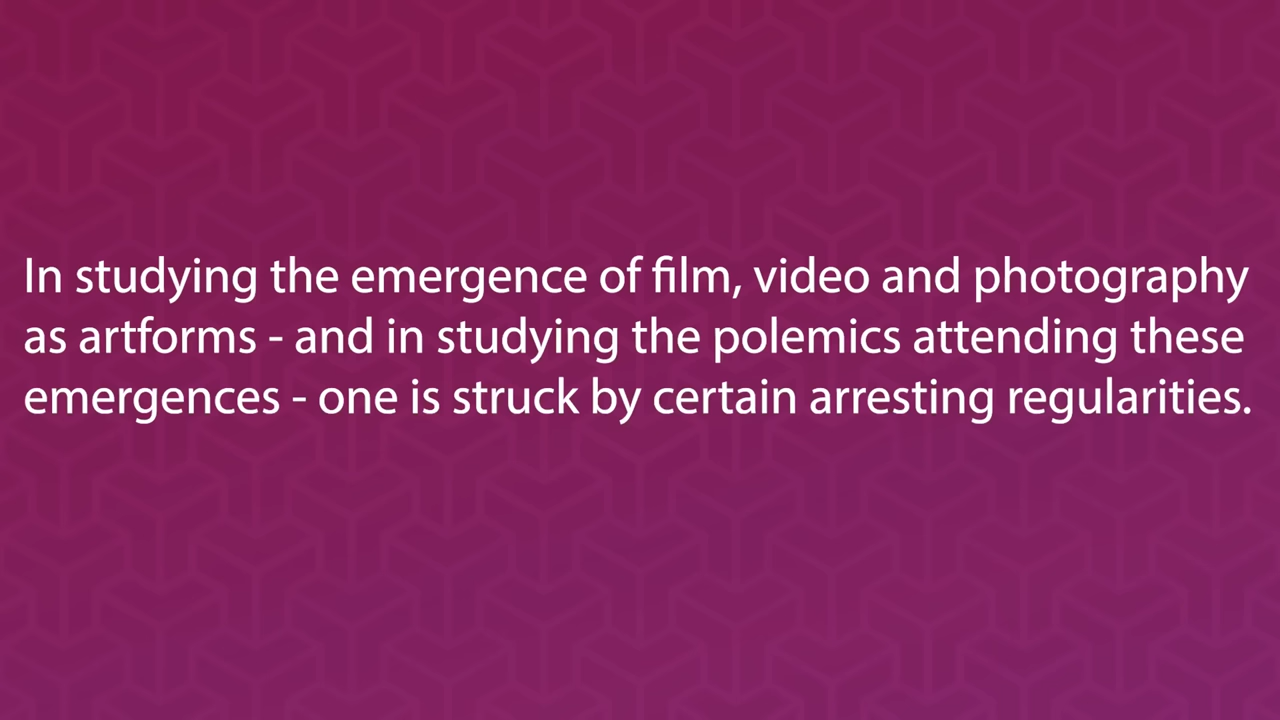 In studying the emergence of film, video and photography
as artforms - and in studying the polemics attending these
emergences - one is struck by certain arresting regularities.